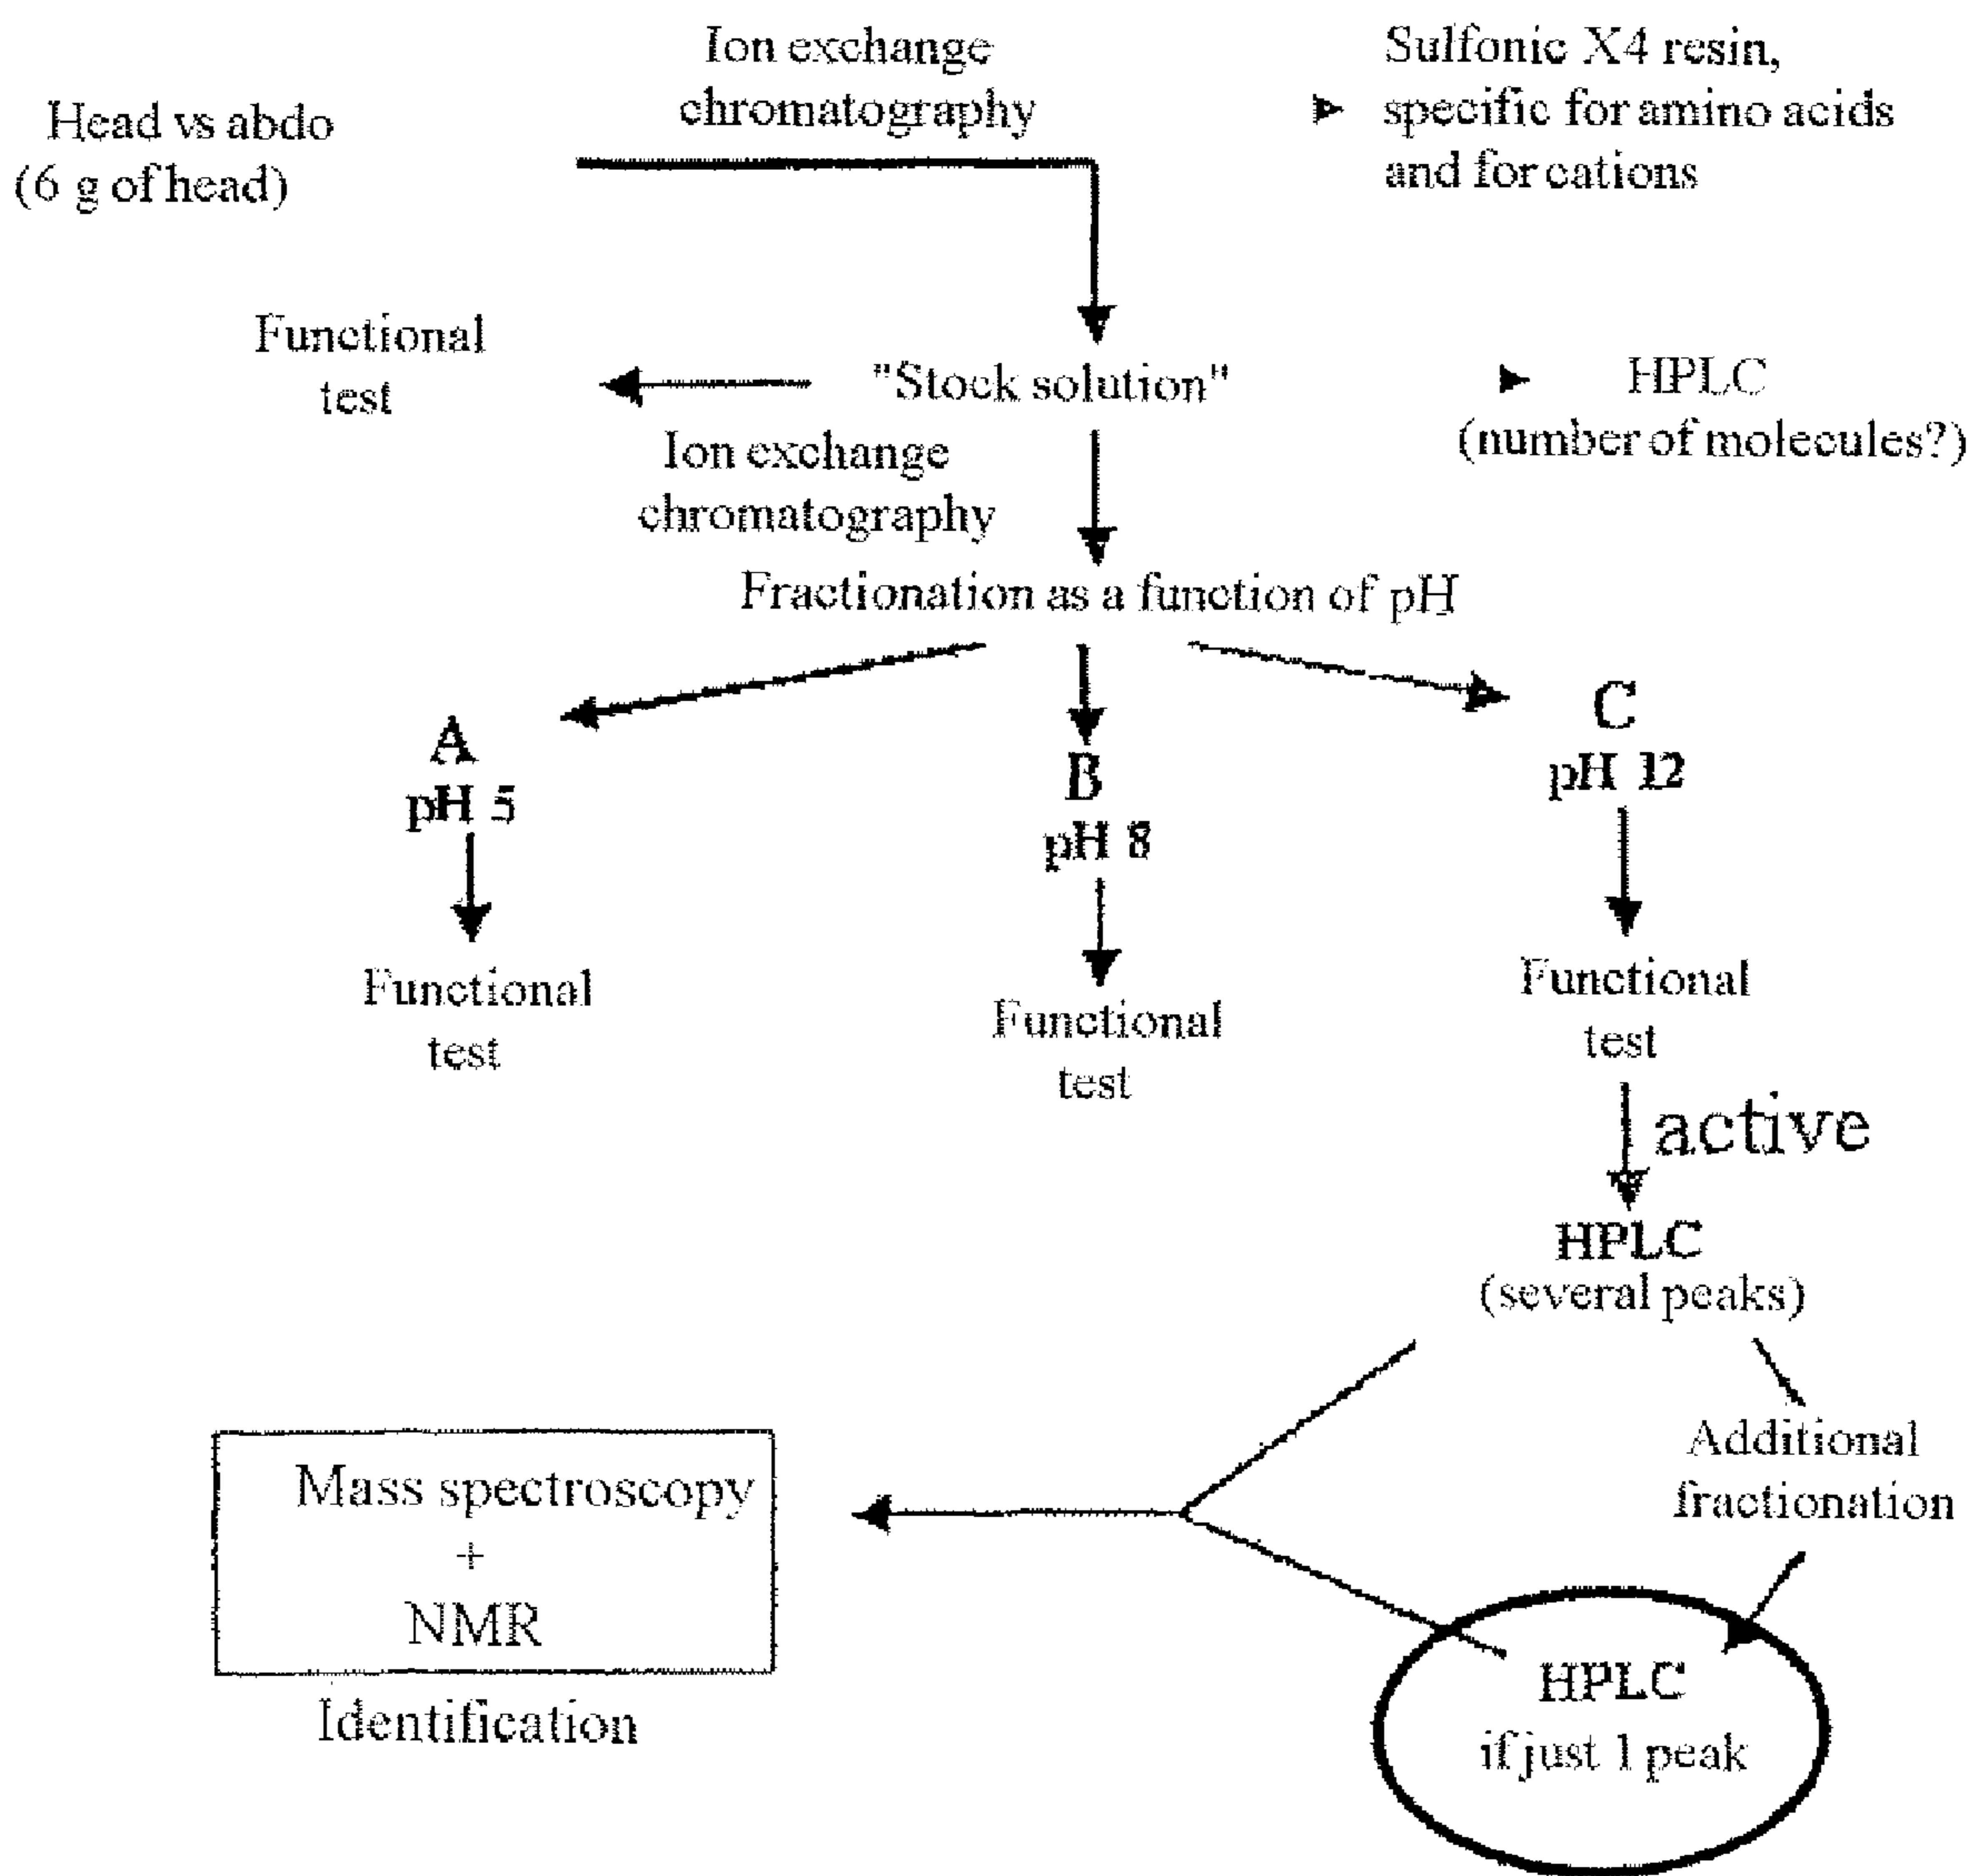 Ion exchange
chromatography
Sulfonic X4 resin,
specific for amino acids
and for cations
Head vs abdo
(6 g of head)
Functional
test
"Stock solution"
HPLC
(number of molecules?)
Ion exchange
chromatography
Fractionation as a function of pH
A
pH 5
B
pH 8
C
pH 12
Functional
test
Functional
test
Functional
test
active
HPLC
(several peaks)
Additional
fractionation
Mass spectroscopy
+
NMR
Identification
HPLC
if just 1 peak